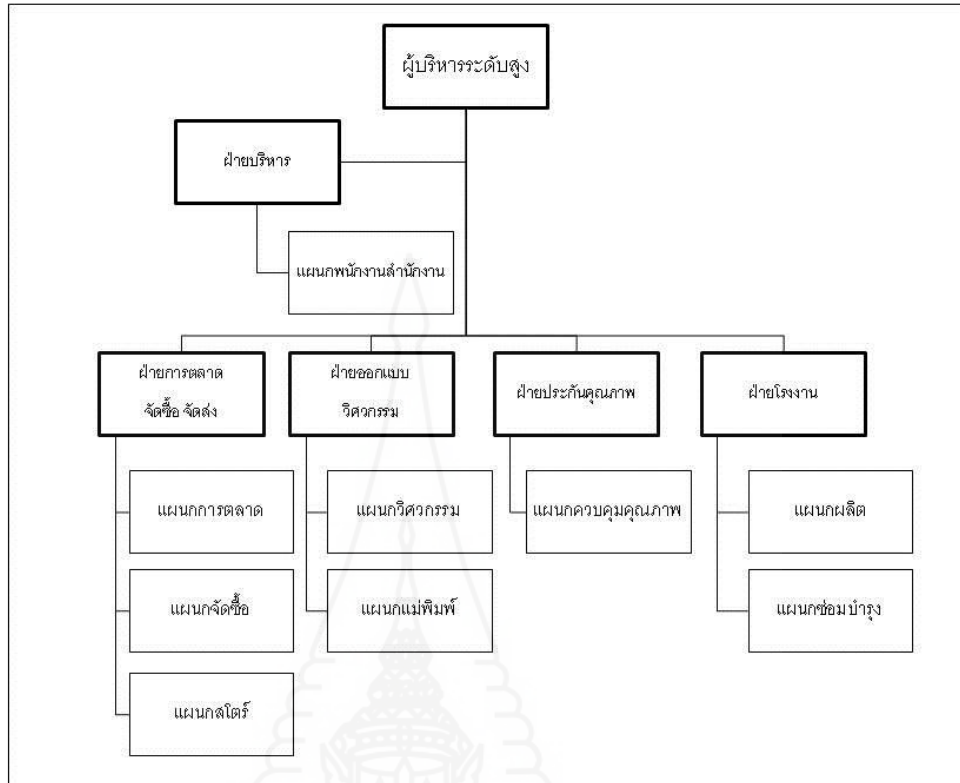 ผู้บริหารระดับสูง
ฝ่ายบริหาร
แผนกพนักงานสำนักงาน
ฝ่ายการตลาด
จัดซื้อ จัดส่ง
ฝ่ายออกแบบ
วิศวกรรม
ฝ่ายประกันคุณภาพ
ฝ่ายโรงงาน
แผนกการตลาด
แผนกวิศวกรรม
แผนกควบคุมคุณภาพ
แผนกผลิต
แผนกจัดซื้อ
แผนกแม่พิมพ์
แผนกซ่อมบำรุง
แผนกสโตร์